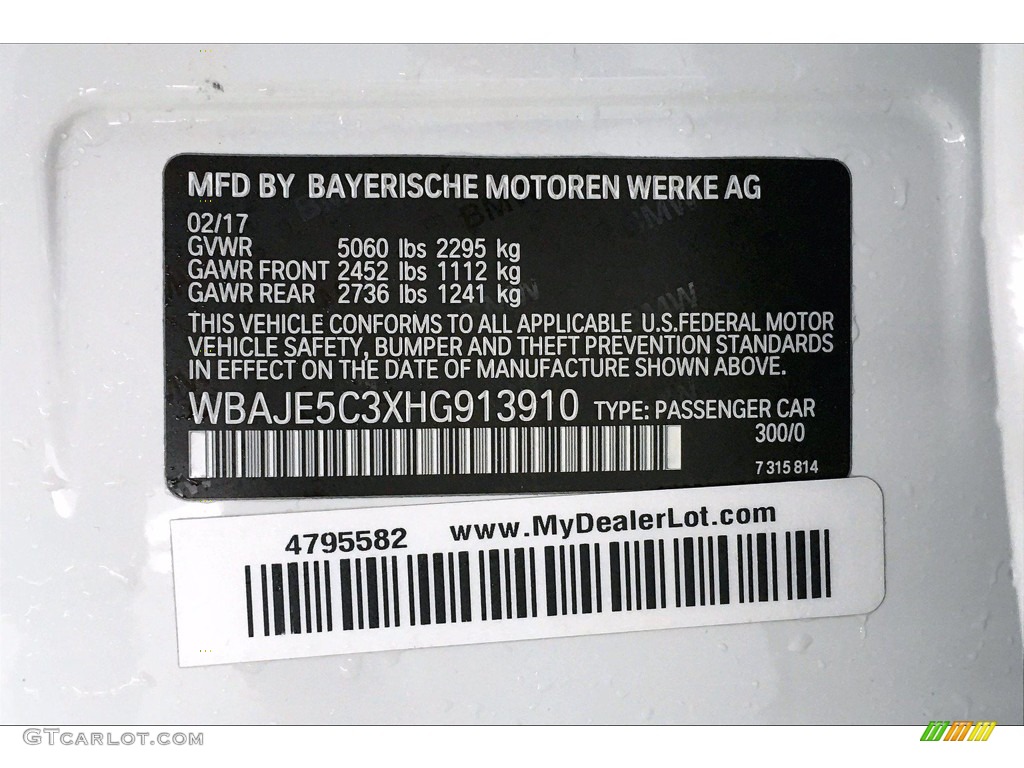 MFD BY BAYERISCHE MOTOREN WERKE AG
02/17
GVWR 5060 lbs 2295 kg
GAWR FRONT 2452 lbs 1112 kg
GAWR REAR 2736 lbs 1241 kg
THIS VEHICLE CONFORMS TO ALL APPLICABLE U.S.FEDERAL MOTOR
VEHICLE SAFETY, BUMPER AND THEFT PREVENTION STANDARDS
IN EFFECT ON THE DATE OF MANUFACTURE SHOWN ABOVE.
WBAJE5C3XHG913910 TYPE: PASSENGER CAR
300/0
7 315 814
4795582 www.MyDealerLot.com
GTcarlot.com